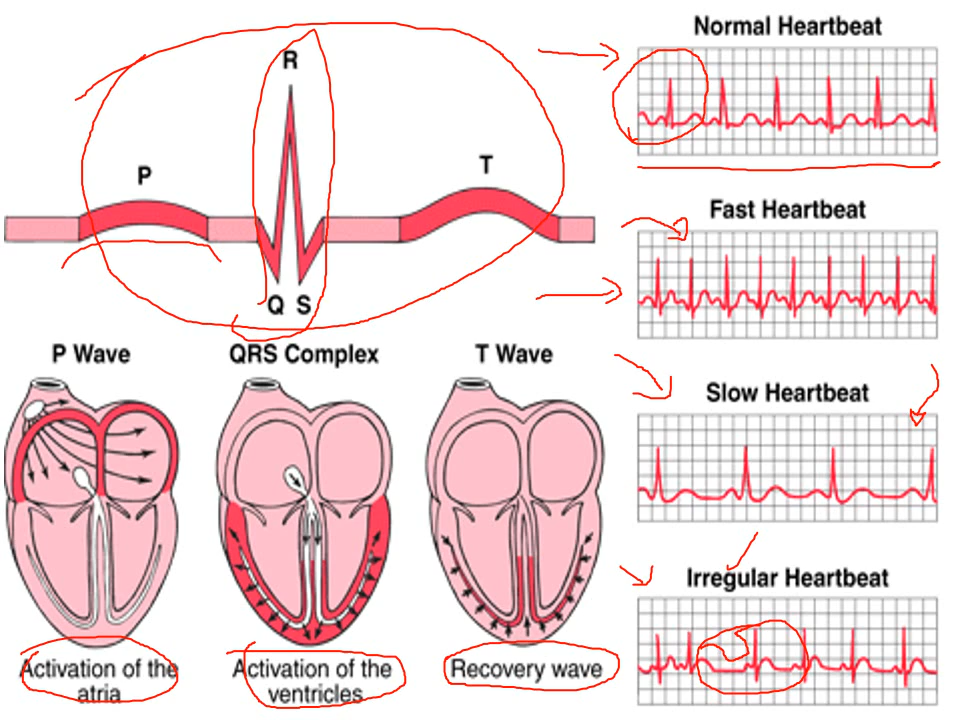 R
P
T
Q S
P Wave
QRS Complex
T Wave
Activation of the
atria
Activation of the
ventricles
Recovery wave
Normal Heartbeat
Fast Heartbeat
Slow Heartbeat
Irregular Heartbeat